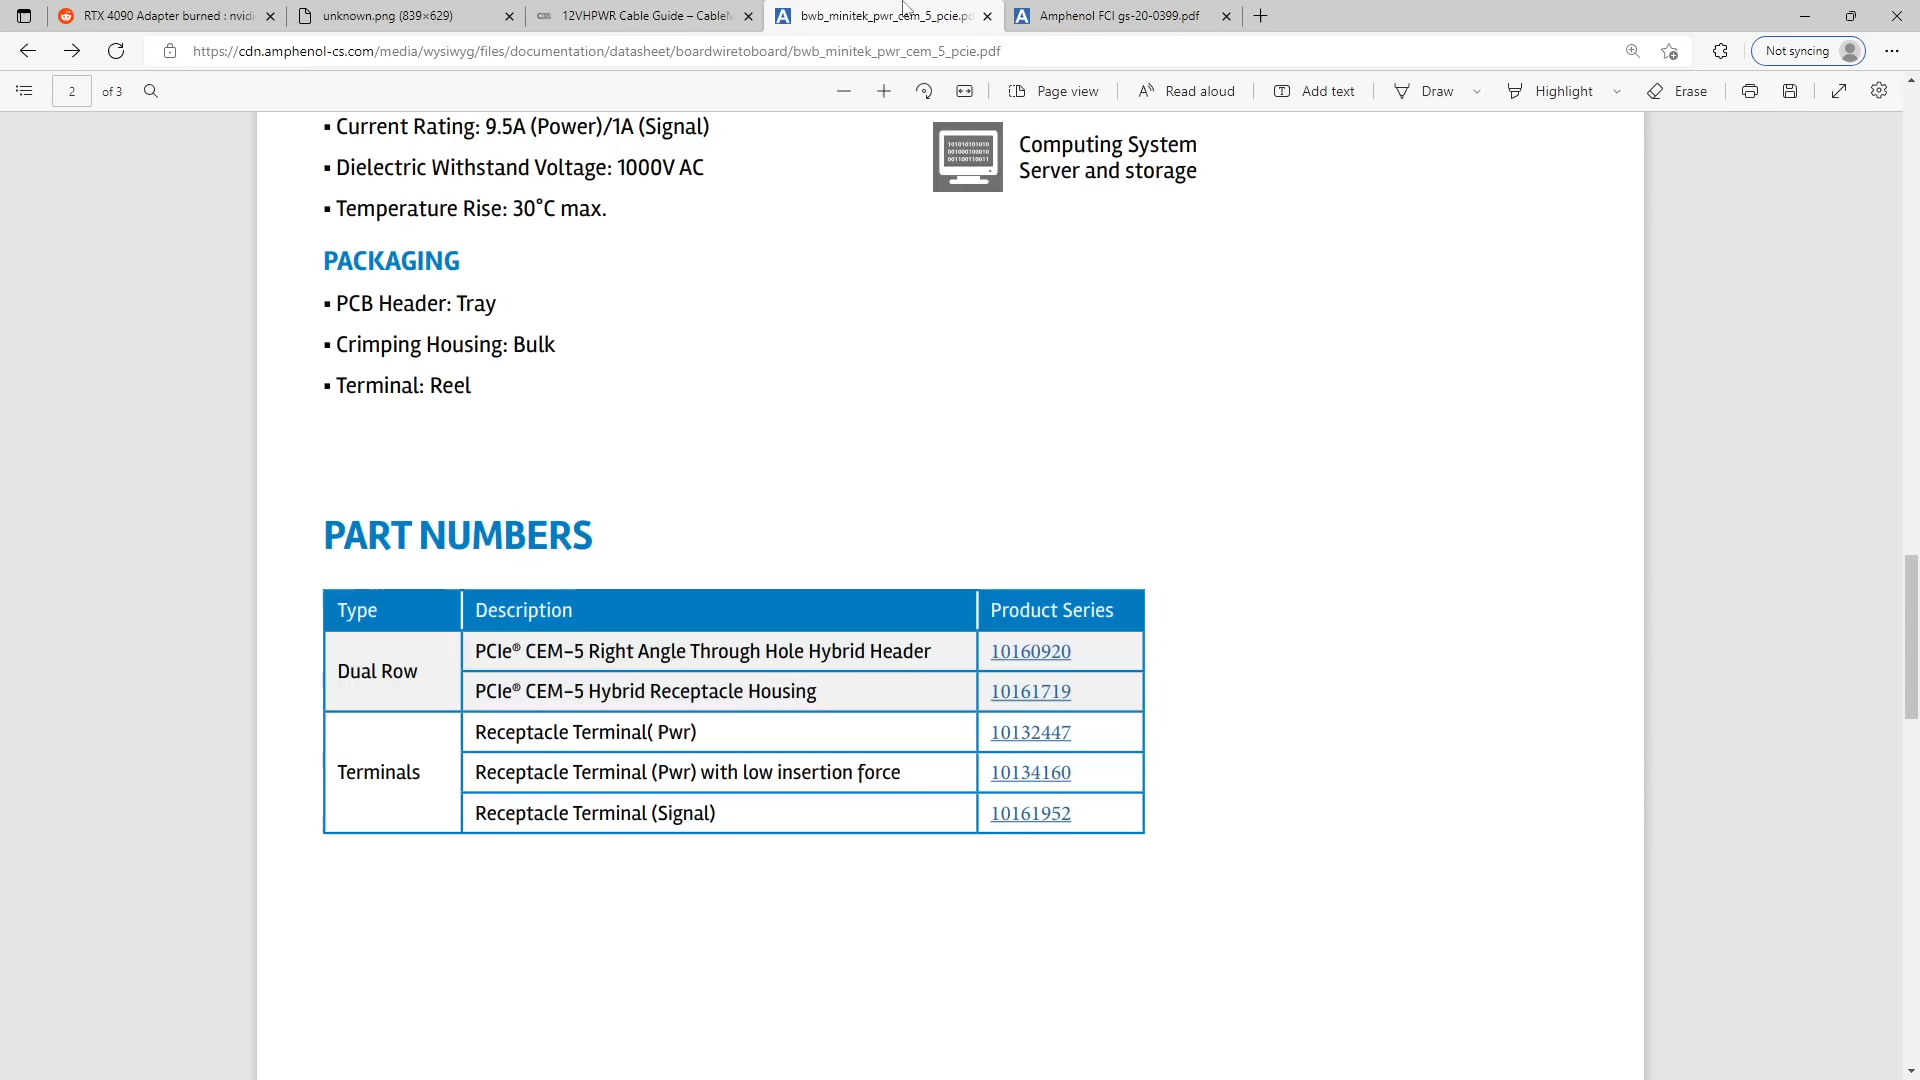 RTX 4090 Adapter burned : nvidi
unknown.png (839×629)
12VHPWR Cable Guide – CableM
bwb_minitek_pwr_cem_5_pcie.pd
Amphenol FCI gs-20-0399.pdf
https://cdn.amphenol-cs.com/media/wysiwyg/files/documentation/datasheet/boardwiretoboard/bwb_minitek_pwr_cem_5_pcie.pdf
Not syncing
2 of 3
Page view
Read aloud
Add text
Draw
Highlight
Erase
▪ Current Rating: 9.5A (Power)/1A (Signal)
▪ Dielectric Withstand Voltage: 1000V AC
▪ Temperature Rise: 30°C max.
Computing System
Server and storage
PACKAGING
▪ PCB Header: Tray
▪ Crimping Housing: Bulk
▪ Terminal: Reel
PART NUMBERS
Type Description Product Series
Dual Row
PCIe® CEM-5 Right Angle Through Hole Hybrid Header 10160920
PCIe® CEM-5 Hybrid Receptacle Housing 10161719
Terminals
Receptacle Terminal( Pwr) 10132447
Receptacle Terminal (Pwr) with low insertion force 10134160
Receptacle Terminal (Signal) 10161952